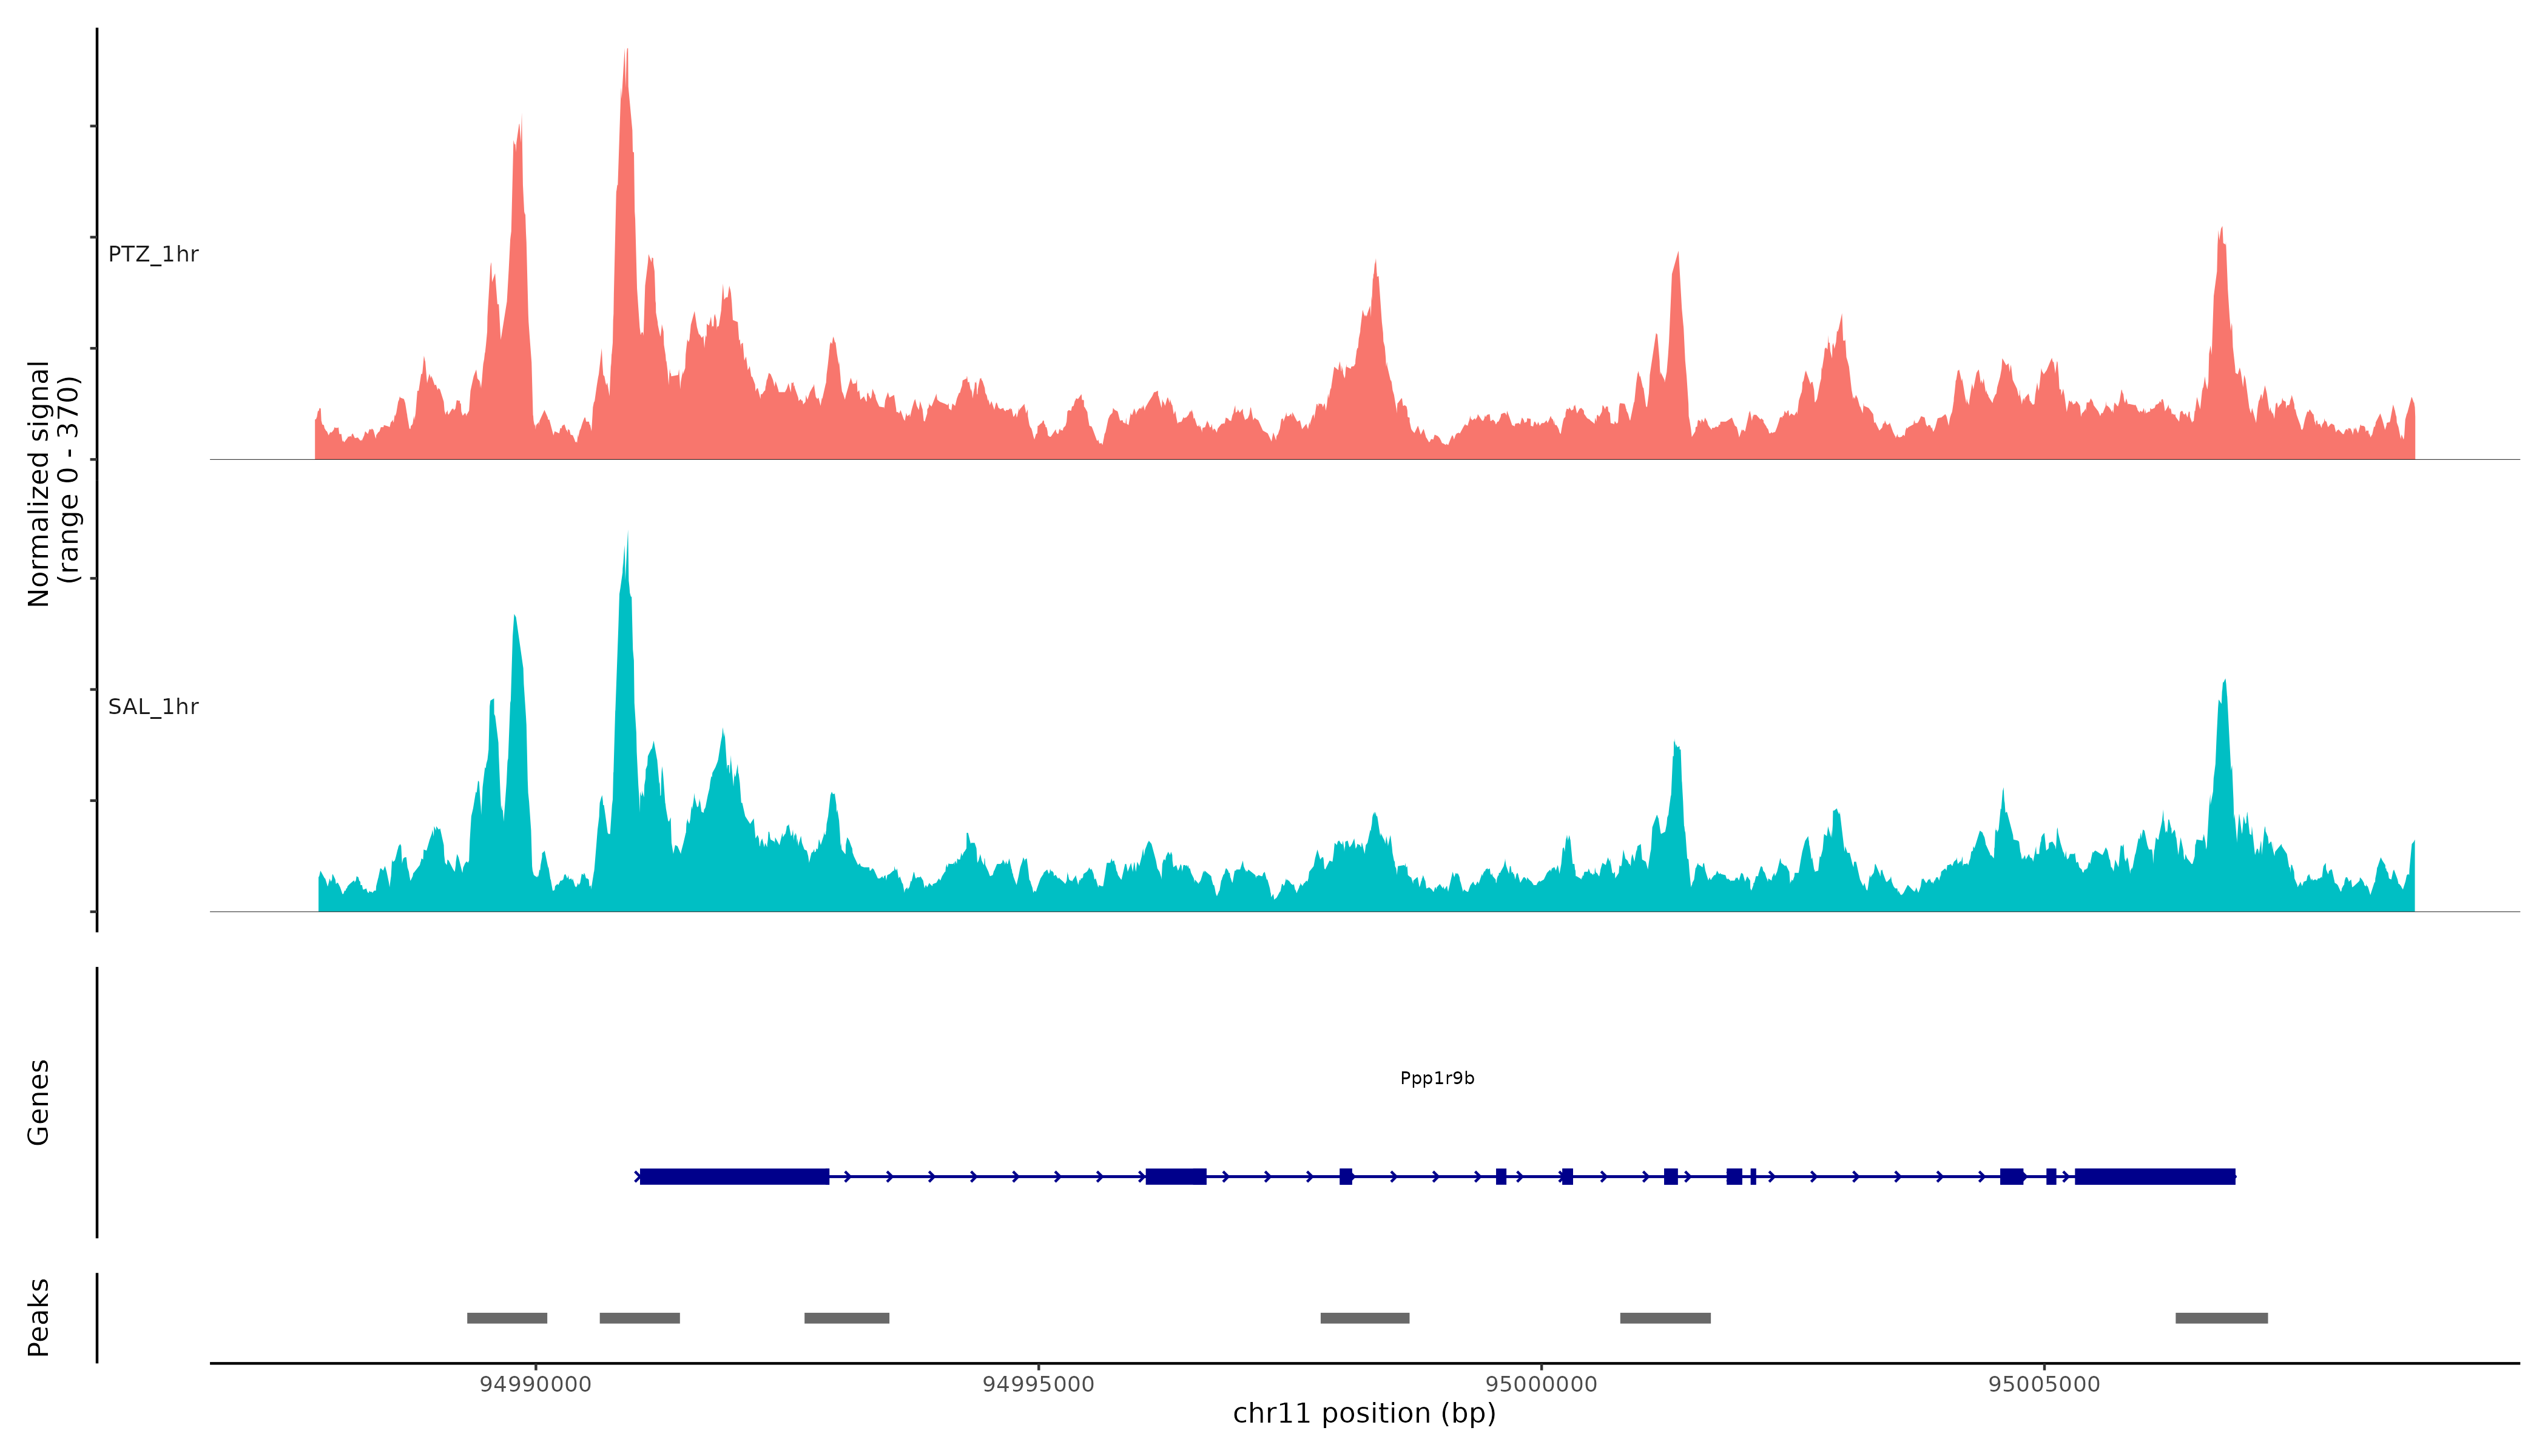 Normalized signal
(range 0 - 370)
PTZ_1hr
SAL_1hr
Genes
Ppp1r9b
Peaks
94990000 94995000 95000000 95005000
chr11 position (bp)